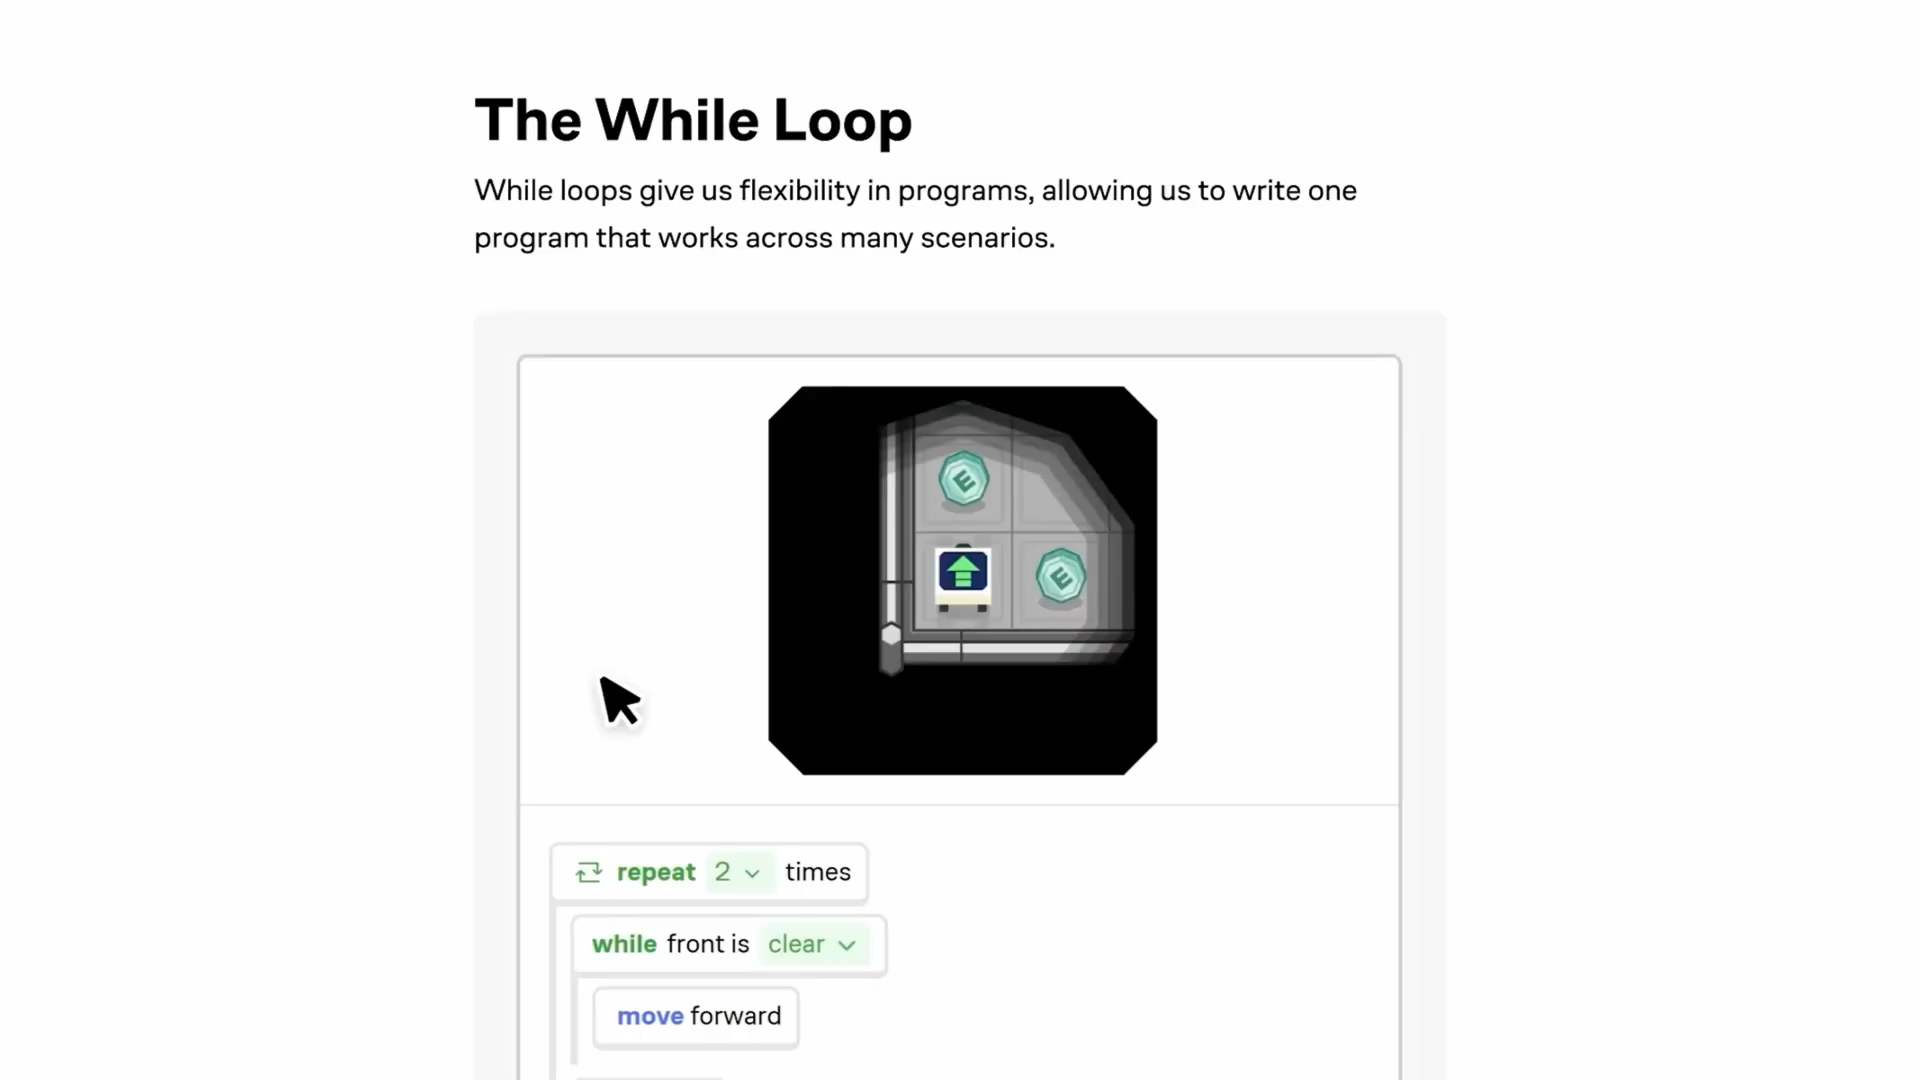 The While Loop
While loops give us flexibility in programs, allowing us to write one
program that works across many scenarios.
E
E
repeat 2 times
while front is clear
move forward